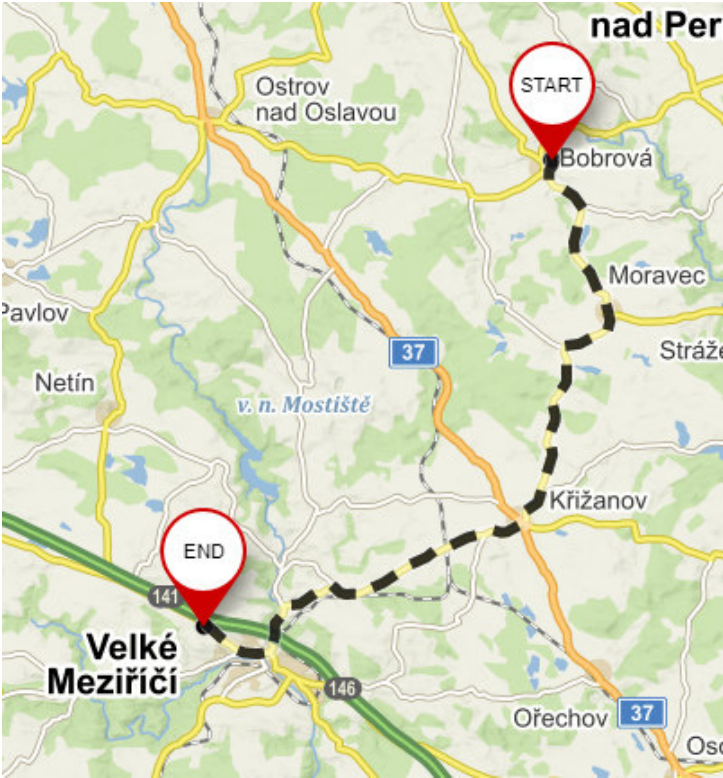 nad Per
START
Ostrov
nad Oslavou
Bobrová
Moravec
Pavlov
37
Stráže
Netín
v. n. Mostiště
Křižanov
END
141
Velké
Meziříčí
146
Ořechov
37
Oso